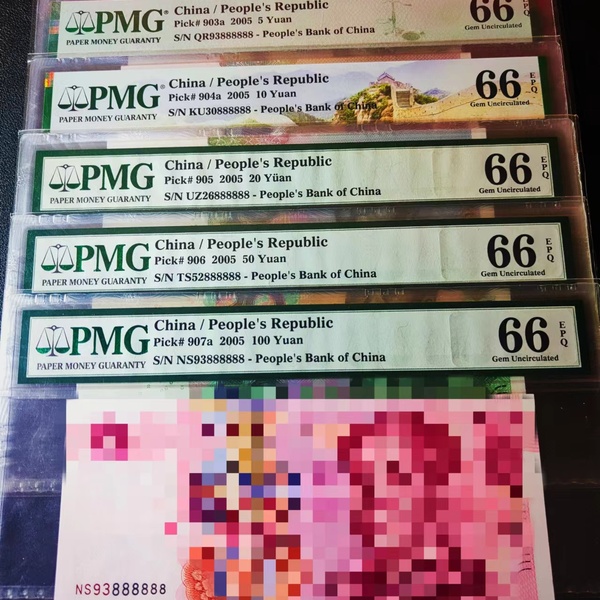 PMG
PAPER MONEY GUARANTY
China / People's Republic
Pick# 903a 2005 5 Yuan
S/N QR93888888 - People's Bank of China
66 EPQ
Gem Uncirculated
PMG
PAPER MONEY GUARANTY
China / People's Republic
Pick# 904a 2005 10 Yuan
S/N KU30888888 - People's Bank of China
66 EPQ
Gem Uncirculated
PMG
PAPER MONEY GUARANTY
China / People's Republic
Pick# 905 2005 20 Yüan
S/N UZ26888888 - People's Bank of China
66 EPQ
Gem Uncirculated
PMG
PAPER MONEY GUARANTY
China / People's Republic
Pick# 906 2005 50 Yuan
S/N TS52888888 - People's Bank of China
66 EPQ
Gem Uncirculated
PMG
PAPER MONEY GUARANTY
China / People's Republic
Pick# 907a 2005 100 Yuan
S/N NS93888888 - People's Bank of China
66 EPQ
Gem Uncirculated
NS93888888